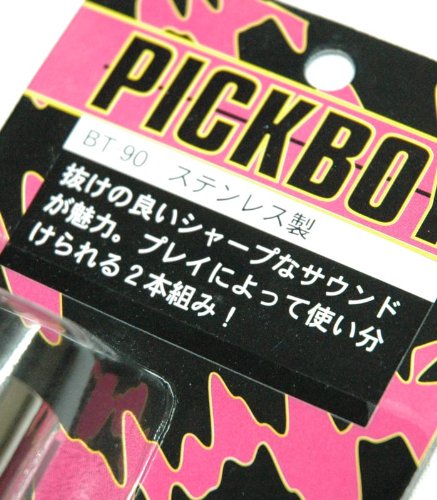 PICKBO
BT 90 ステンレス製
抜けの良いシャープなサウンド
が魅力。プレイによって使い分
けられる2本組み！